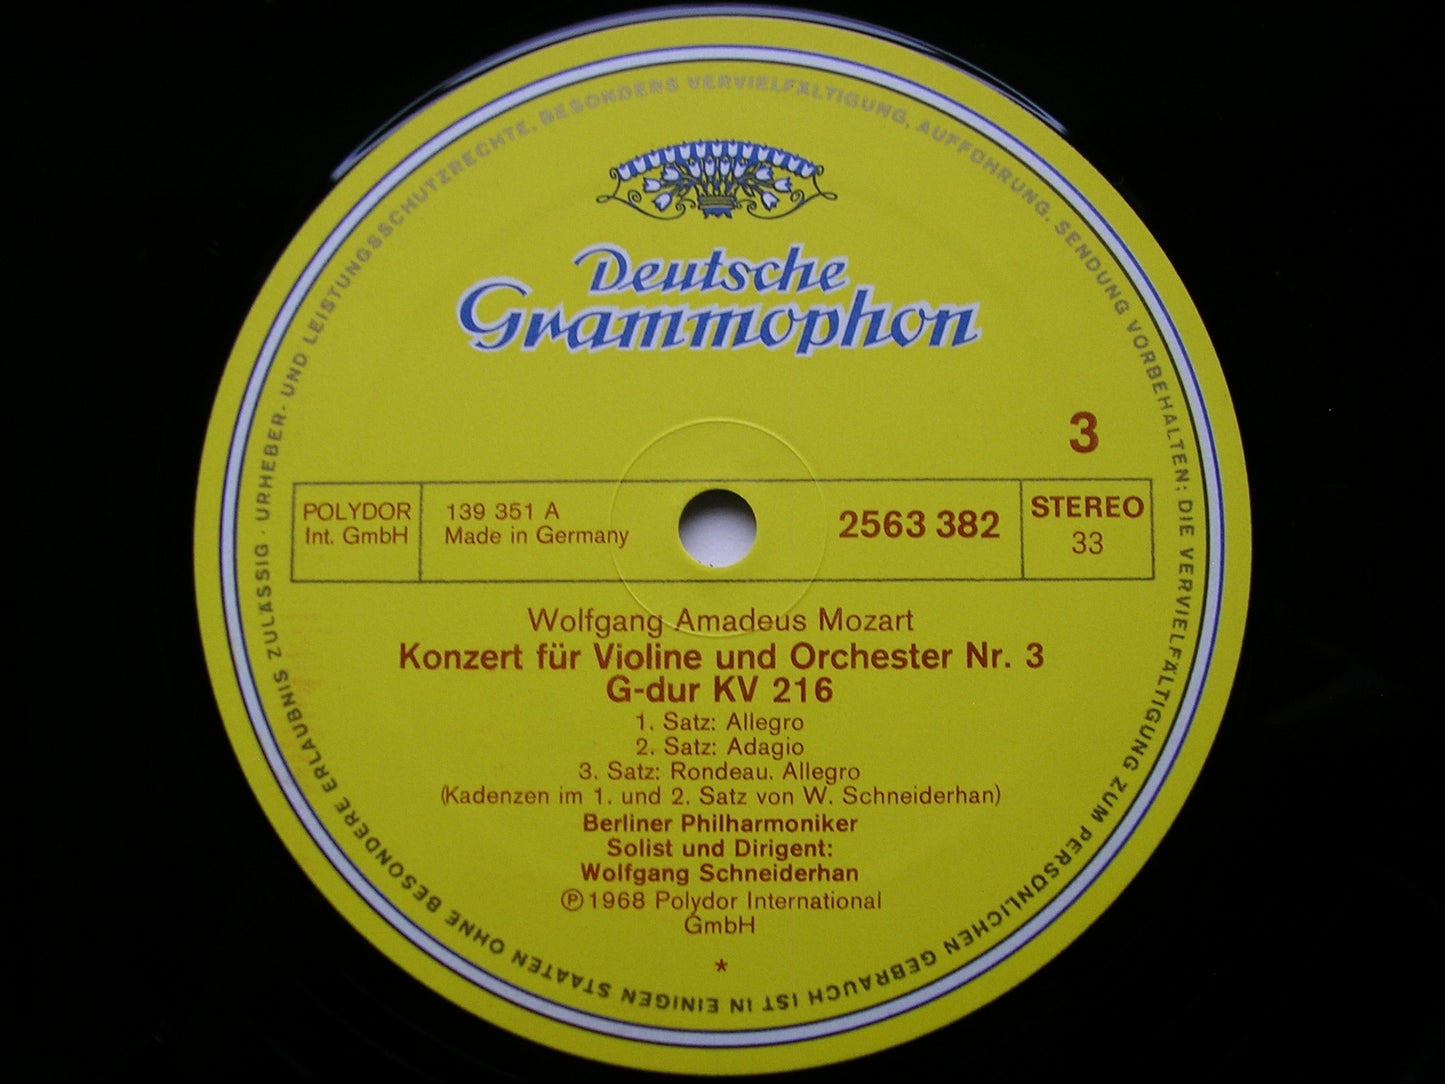 URHEBER- UND LEISTUNGSSCHUTZRECHTE, BESONDERS VERVIELFÄLTIGUNG, AUFFÜHRUNG, SENDUNG VORBEHALTEN; DIE VERVIELFÄLTIGUNG ZUM PERSÖNLICHEN GEBRAUCH IST IN EINIGEN STAATEN OHNE BESONDERE ERLAUBNIS ZULÄSSIG ·
Deutsche
Grammophon
3
POLYDOR
Int. GmbH
139 351 A
Made in Germany
2563 382
STEREO
33
Wolfgang Amadeus Mozart
Konzert für Violine und Orchester Nr. 3
G-dur KV 216
1. Satz: Allegro
2. Satz: Adagio
3. Satz: Rondeau. Allegro
(Kadenzen im 1. und 2. Satz von W. Schneiderhan)
Berliner Philharmoniker
Solist und Dirigent:
Wolfgang Schneiderhan
Ⓟ 1968 Polydor International
GmbH
*